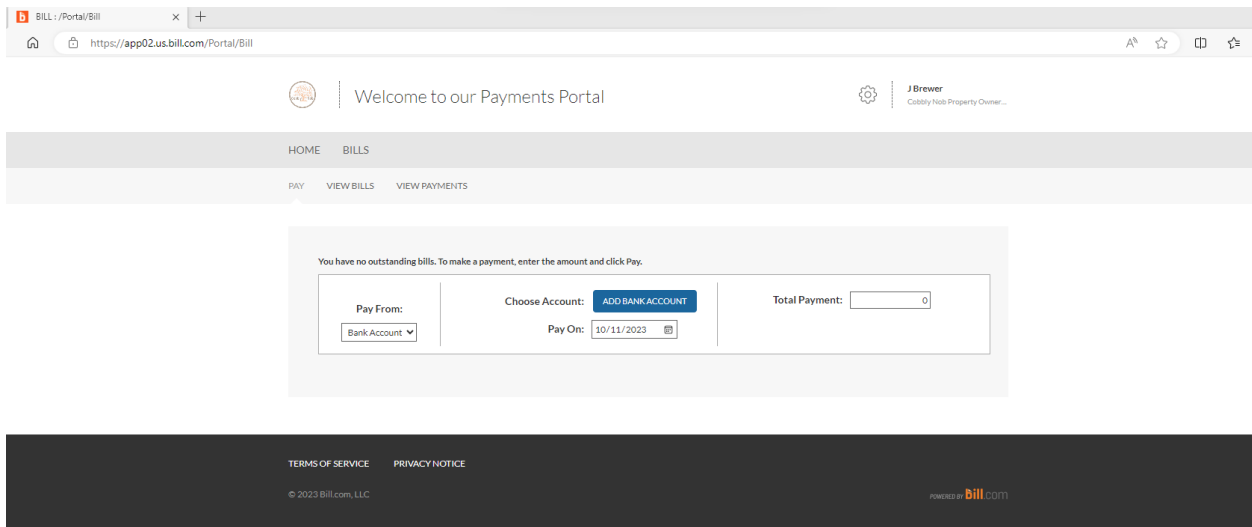 BILL : /Portal/Bill
https://app02.us.bill.com/Portal/Bill
Welcome to our Payments Portal
J Brewer
Cobbly Nob Property Owner...
HOME BILLS
PAY VIEW BILLS VIEW PAYMENTS
You have no outstanding bills. To make a payment, enter the amount and click Pay.
Pay From:
Bank Account
Choose Account: ADD BANK ACCOUNT
Pay On: 10/11/2023
Total Payment: 0
TERMS OF SERVICE PRIVACY NOTICE
© 2023 Bill.com, LLC
POWERED BY Bill.com